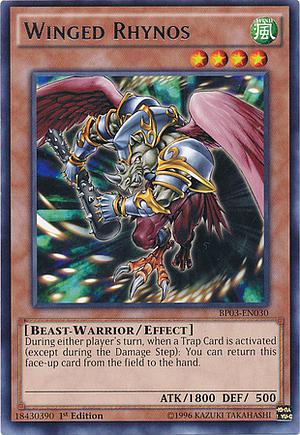 WINGED RHYNOS
WIND
風
BP03-EN030
[BEAST-WARRIOR/EFFECT]
During either player's turn, when a Trap Card is activated
(except during the Damage Step): You can return this
face-up card from the field to the hand.
ATK/1800 DEF/ 500
18430390 1st Edition ©1996 KAZUKI TAKAHASHI